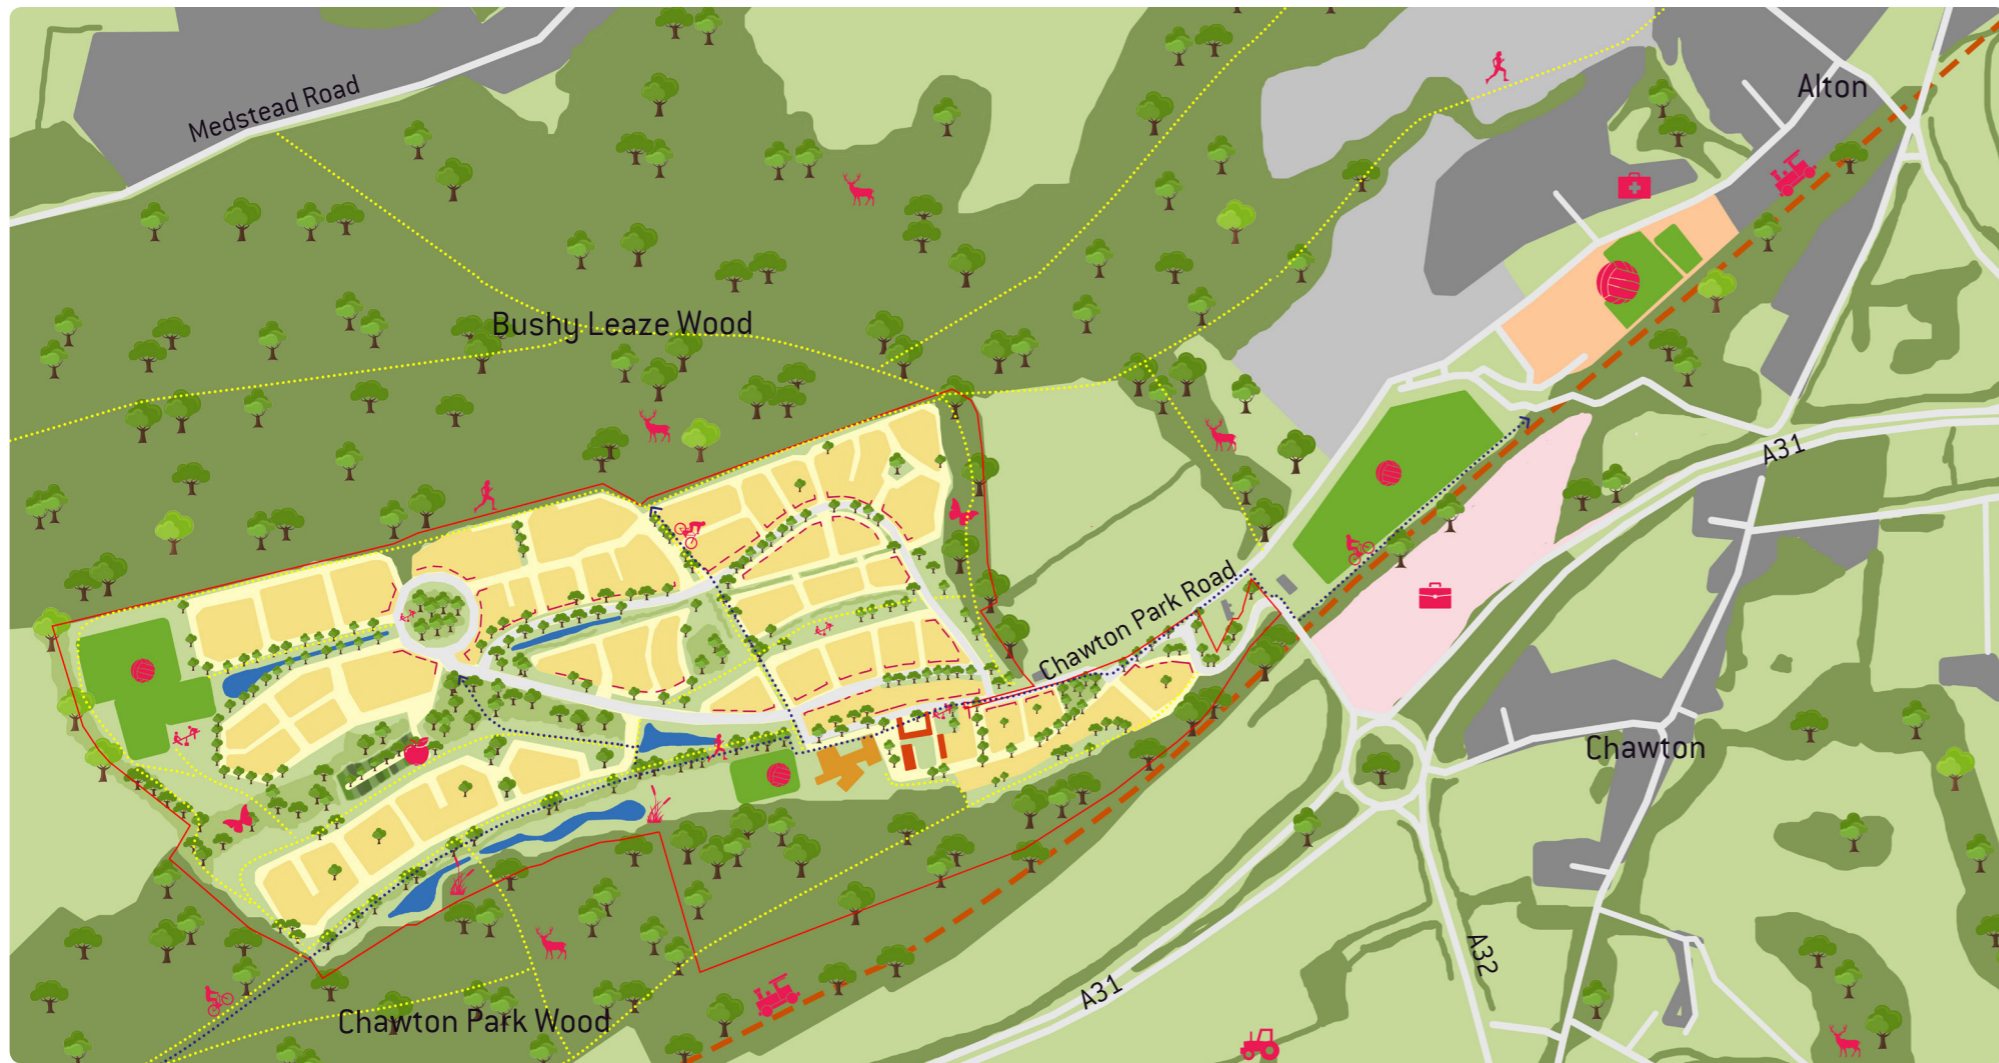 Medstead Road
Alton
Bushy Leaze Wood
A31
Chawton Park Road
Chawton
A32
A31
Chawton Park Wood